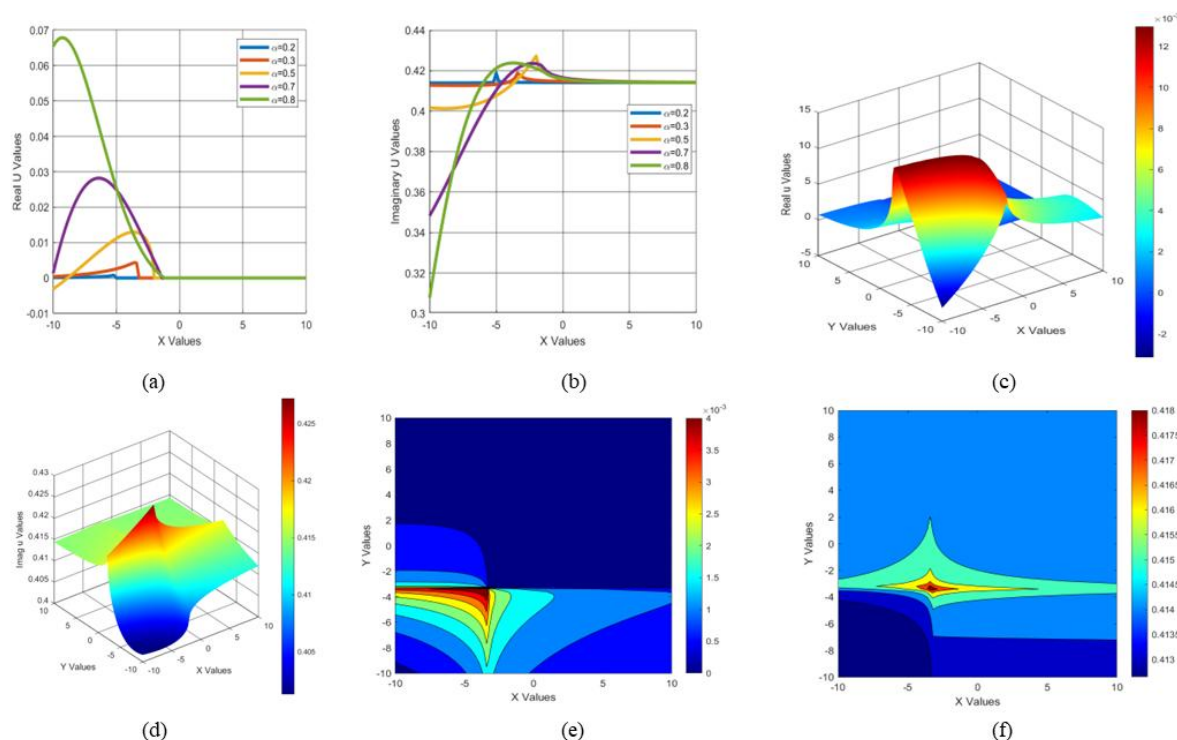 0.07
0.06
0.05
0.04
0.03
0.02
0.01
0
-0.01
Real U Values
α=0.2
α=0.3
α=0.5
α=0.7
α=0.8
-10 -5 0 5 10
X Values
(a)
0.44
0.42
0.4
0.38
0.36
0.34
0.32
0.3
Imaginary U Values
α=0.2
α=0.3
α=0.5
α=0.7
α=0.8
-10 -5 0 5 10
X Values
(b)
15
10
5
0
-5
Real u Values
10 5 0 -5 -10
Y Values
-10 -5 0 5 10
X Values
12
10
8
6
4
2
0
-2
(c)
0.43
0.425
0.42
0.415
0.41
0.405
0.4
Imag u Values
10 5 0 -5 -10
Y Values
-10 -5 0 5 10
X Values
0.425
0.42
0.415
0.41
0.405
(d)
10
8
6
4
2
0
-2
-4
-6
-8
-10
Y Values
-10 -5 0 5 10
X Values
×10⁻³
4
3.5
3
2.5
2
1.5
1
0.5
0
(e)
10
8
6
4
2
0
-2
-4
-6
-8
-10
Y Values
-10 -5 0 5 10
X Values
0.418
0.4175
0.417
0.4165
0.416
0.4155
0.415
0.4145
0.414
0.4135
0.413
(f)